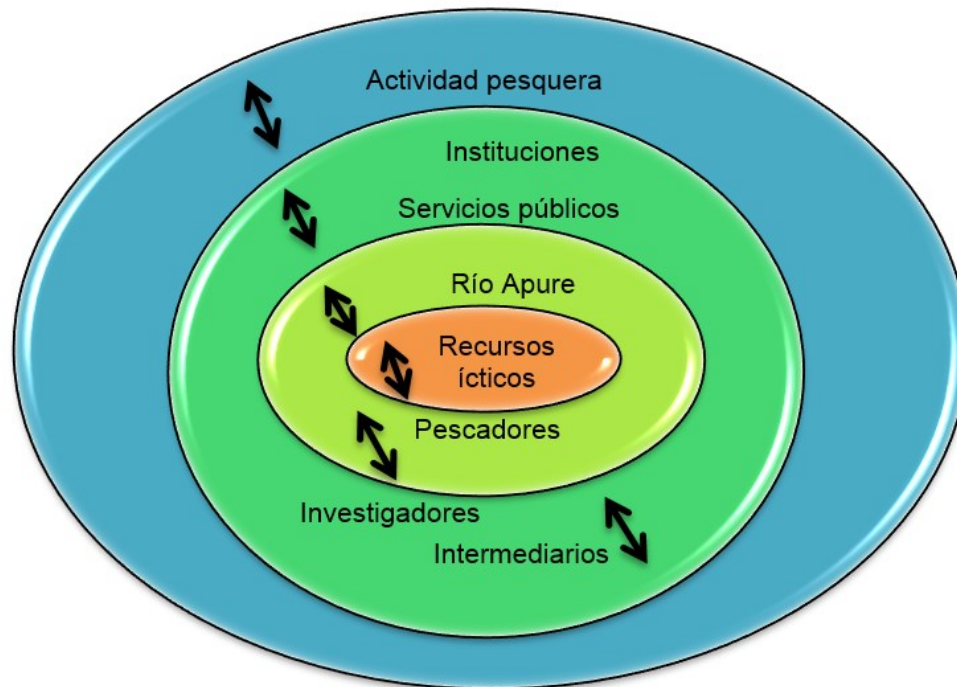 Actividad pesquera
Instituciones
Servicios públicos
Río Apure
Recursos
ícticos
Pescadores
Investigadores
Intermediarios